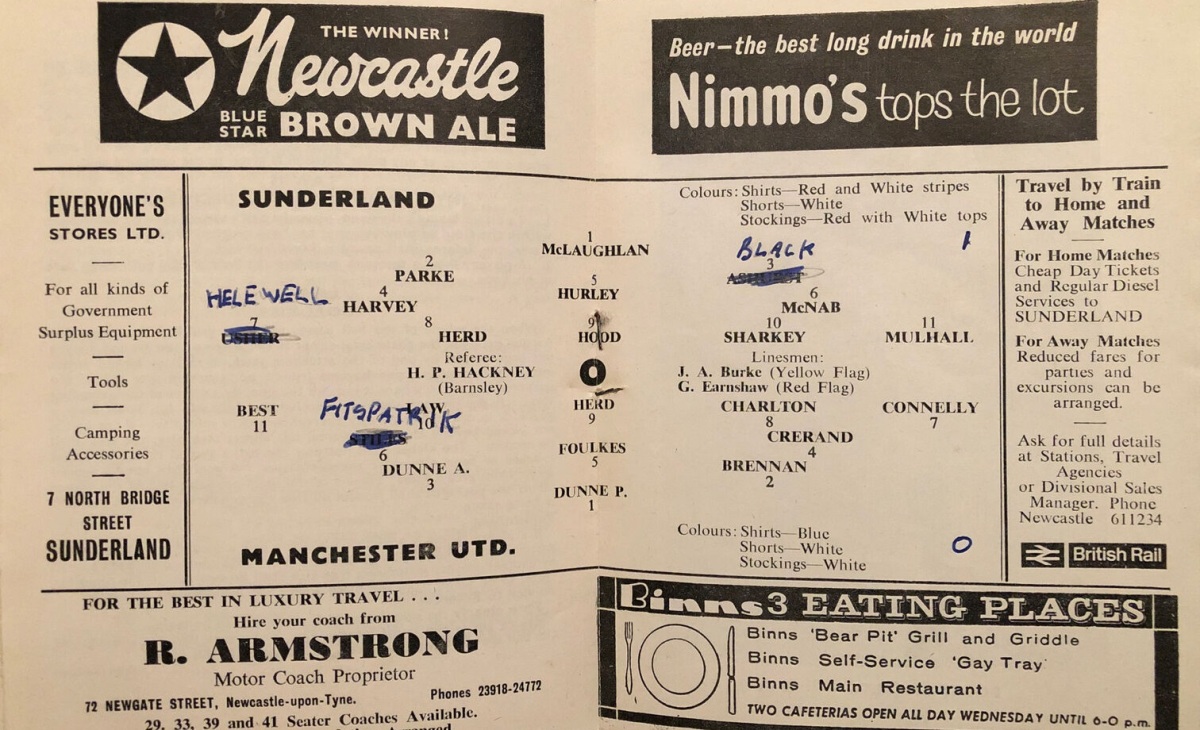 THE WINNER!
Newcastle
BLUE STAR BROWN ALE
Beer—the best long drink in the world
Nimmo's tops the lot
EVERYONE'S
STORES LTD.
For all kinds of
Government
Surplus Equipment
Tools
Camping
Accessories
7 NORTH BRIDGE
STREET
SUNDERLAND
SUNDERLAND
Colours: Shirts—Red and White stripes
Shorts—White
Stockings—Red with White tops
1
McLAUGHLAN
BLACK
1
2
PARKE
3
ASHURST
5
HURLEY
HELEWELL
4
HARVEY
6
McNAB
7
USHER
8
HERD
9
HOOD
10
SHARKEY
11
MULHALL
Referee:
H. P. HACKNEY
(Barnsley)
O
Linesmen:
J. A. Burke (Yellow Flag)
G. Earnshaw (Red Flag)
BEST
11
FITSPATRIK
LAW
10
HERD
9
CHARLTON
8
CONNELLY
7
STILES
6
FOULKES
5
CRERAND
4
DUNNE A.
3
BRENNAN
2
DUNNE P.
1
MANCHESTER UTD.
Colours: Shirts—Blue
Shorts—White
Stockings—White
0
Travel by Train
to Home and
Away Matches
For Home Matches
Cheap Day Tickets
and Regular Diesel
Services to
SUNDERLAND
For Away Matches
Reduced fares for
parties and
excursions can be
arranged.
Ask for full details
at Stations, Travel
Agencies
or Divisional Sales
Manager. Phone
Newcastle 611234
British Rail
FOR THE BEST IN LUXURY TRAVEL . . .
Hire your coach from
R. ARMSTRONG
Motor Coach Proprietor
72 NEWGATE STREET, Newcastle-upon-Tyne. Phones 23918-24772
29, 33, 39 and 41 Seater Coaches Available.
Binns 3 EATING PLACES
Binns 'Bear Pit' Grill and Griddle
Binns Self-Service 'Gay Tray'
Binns Main Restaurant
TWO CAFETERIAS OPEN ALL DAY WEDNESDAY UNTIL 6-0 p.m.